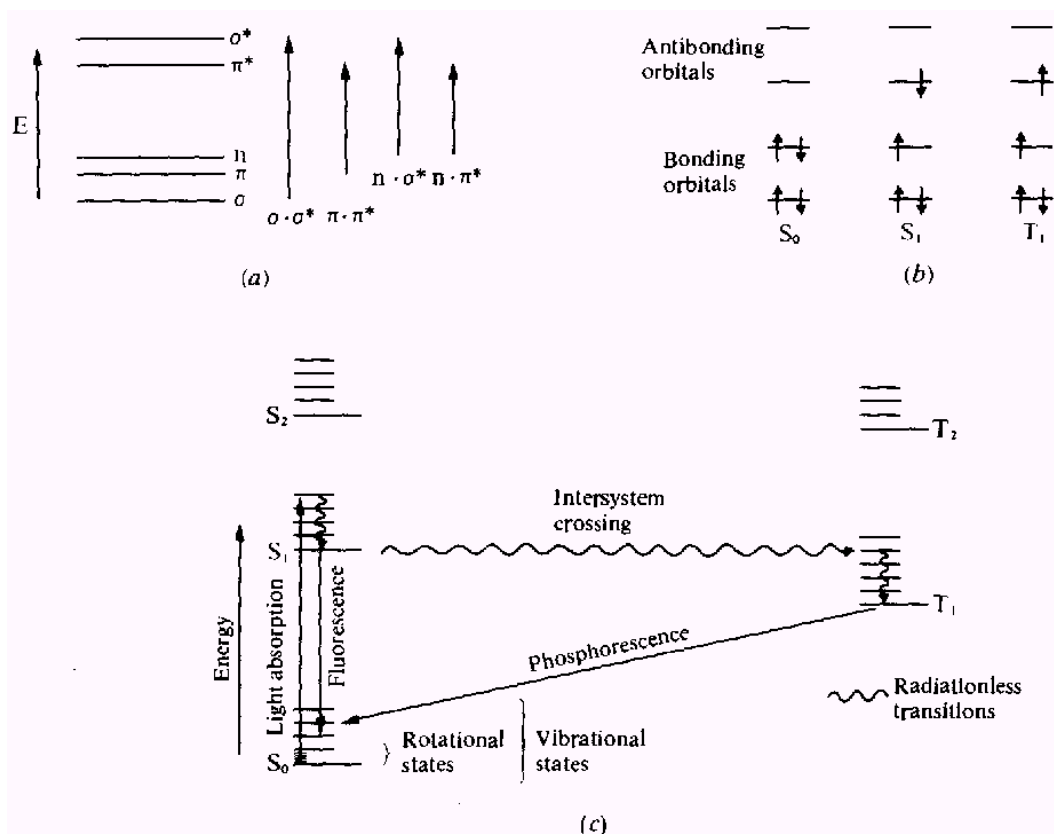 σ*
π*
E
n
π
σ
σ·σ*
π·π*
n·σ*
n·π*
(a)
Antibonding
orbitals
Bonding
orbitals
S₀
S₁
T₁
(b)
S₂
T₂
Intersystem
crossing
S₁
T₁
Energy
Light absorption
Fluorescence
Phosphorescence
Radiationless
transitions
Rotational
states
Vibrational
states
S₀
(c)